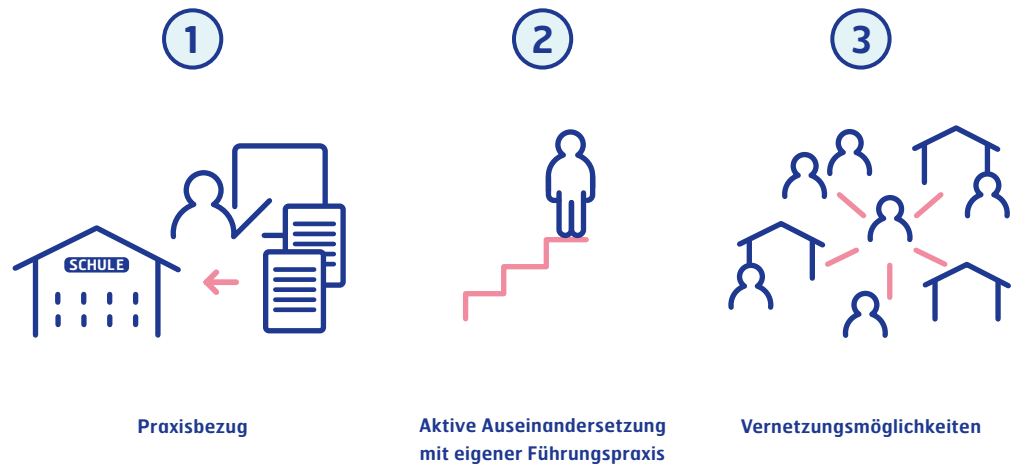 1
2
3
SCHULE
Praxisbezug
Aktive Auseinandersetzung
mit eigener Führungspraxis
Vernetzungsmöglichkeiten